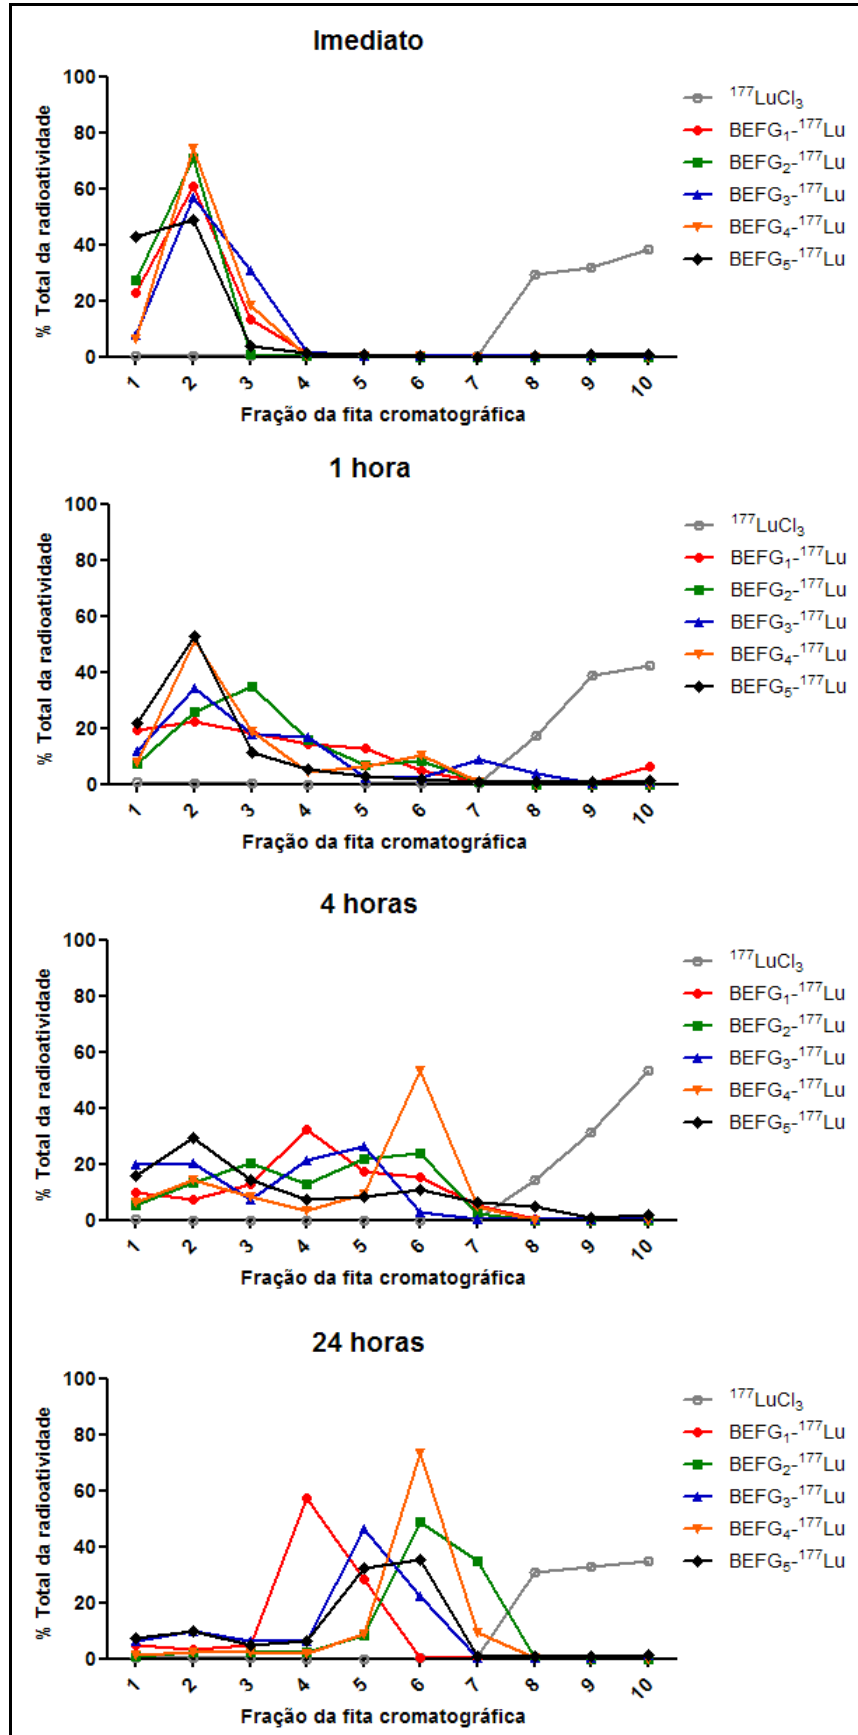 Imediato
100
80
60
40
20
0
% Total da radioatividade
1 2 3 4 5 6 7 8 9 10
Fração da fita cromatográfica
¹⁷⁷LuCl₃
BEFG₁-¹⁷⁷Lu
BEFG₂-¹⁷⁷Lu
BEFG₃-¹⁷⁷Lu
BEFG₄-¹⁷⁷Lu
BEFG₅-¹⁷⁷Lu
1 hora
100
80
60
40
20
0
% Total da radioatividade
1 2 3 4 5 6 7 8 9 10
Fração da fita cromatográfica
¹⁷⁷LuCl₃
BEFG₁-¹⁷⁷Lu
BEFG₂-¹⁷⁷Lu
BEFG₃-¹⁷⁷Lu
BEFG₄-¹⁷⁷Lu
BEFG₅-¹⁷⁷Lu
4 horas
100
80
60
40
20
0
% Total da radioatividade
1 2 3 4 5 6 7 8 9 10
Fração da fita cromatográfica
¹⁷⁷LuCl₃
BEFG₁-¹⁷⁷Lu
BEFG₂-¹⁷⁷Lu
BEFG₃-¹⁷⁷Lu
BEFG₄-¹⁷⁷Lu
BEFG₅-¹⁷⁷Lu
24 horas
100
80
60
40
20
0
% Total da radioatividade
1 2 3 4 5 6 7 8 9 10
Fração da fita cromatográfica
¹⁷⁷LuCl₃
BEFG₁-¹⁷⁷Lu
BEFG₂-¹⁷⁷Lu
BEFG₃-¹⁷⁷Lu
BEFG₄-¹⁷⁷Lu
BEFG₅-¹⁷⁷Lu